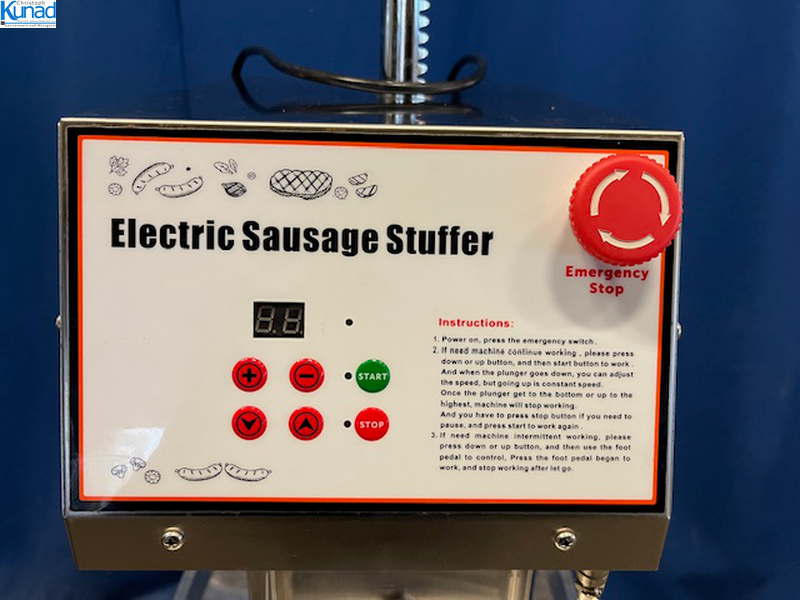 Christoph
Kunad
Electric Sausage Stuffer
Emergency
Stop
Instructions:
1. Power on, press the emergency switch.
2. If need machine continue working, please press
down or up button, and then start button to work.
And when the plunger goes down, you can adjust
the speed, but going up is constant speed.
Once the plunger get to the bottom or up to the
highest, machine will stop working.
And you have to press stop button if you need to
pause, and press start to work again.
3. If need machine intermittent working, please
press down or up button, and then use the foot
pedal to control, Press the foot pedal began to
work, and stop working after let go.
START
STOP